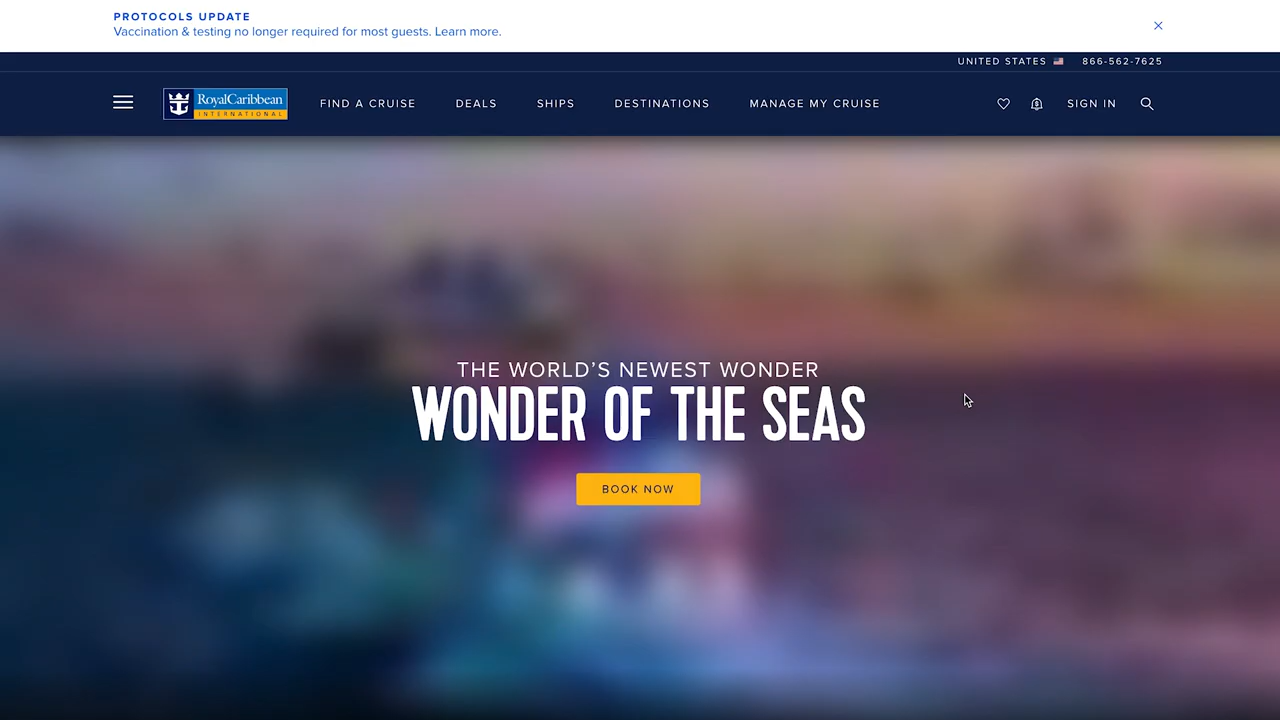 PROTOCOLS UPDATE
Vaccination & testing no longer required for most guests. Learn more.
UNITED STATES 866-562-7625
RoyalCaribbean
INTERNATIONAL
FIND A CRUISE DEALS SHIPS DESTINATIONS MANAGE MY CRUISE SIGN IN
THE WORLD'S NEWEST WONDER
WONDER OF THE SEAS
BOOK NOW